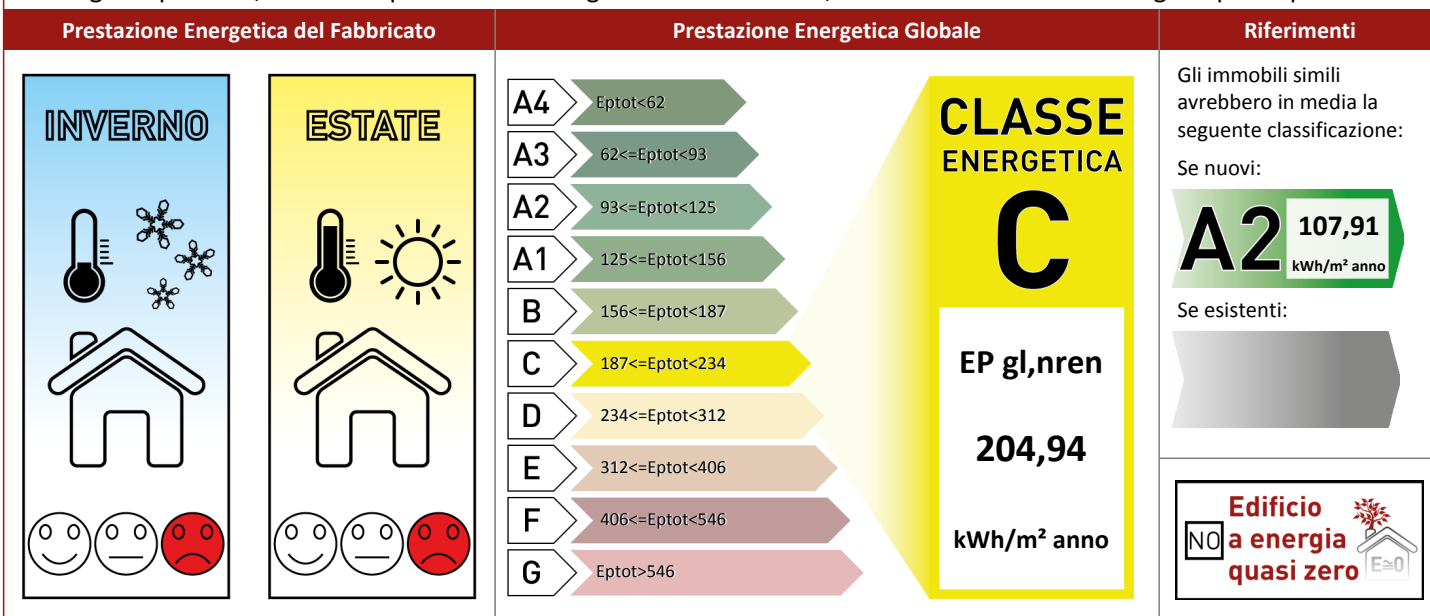 Prestazione Energetica del Fabbricato
Prestazione Energetica Globale
Riferimenti
INVERNO
ESTATE
A4 Eptot<62
A3 62<=Eptot<93
A2 93<=Eptot<125
A1 125<=Eptot<156
B 156<=Eptot<187
C 187<=Eptot<234
D 234<=Eptot<312
E 312<=Eptot<406
F 406<=Eptot<546
G Eptot>546
CLASSE
ENERGETICA
C
EP gl,nren
204,94
kWh/m² anno
Gli immobili simili
avrebbero in media la
seguente classificazione:
Se nuovi:
A2
107,91
kWh/m² anno
Se esistenti:
NO
Edificio
a energia
quasi zero
E≅0